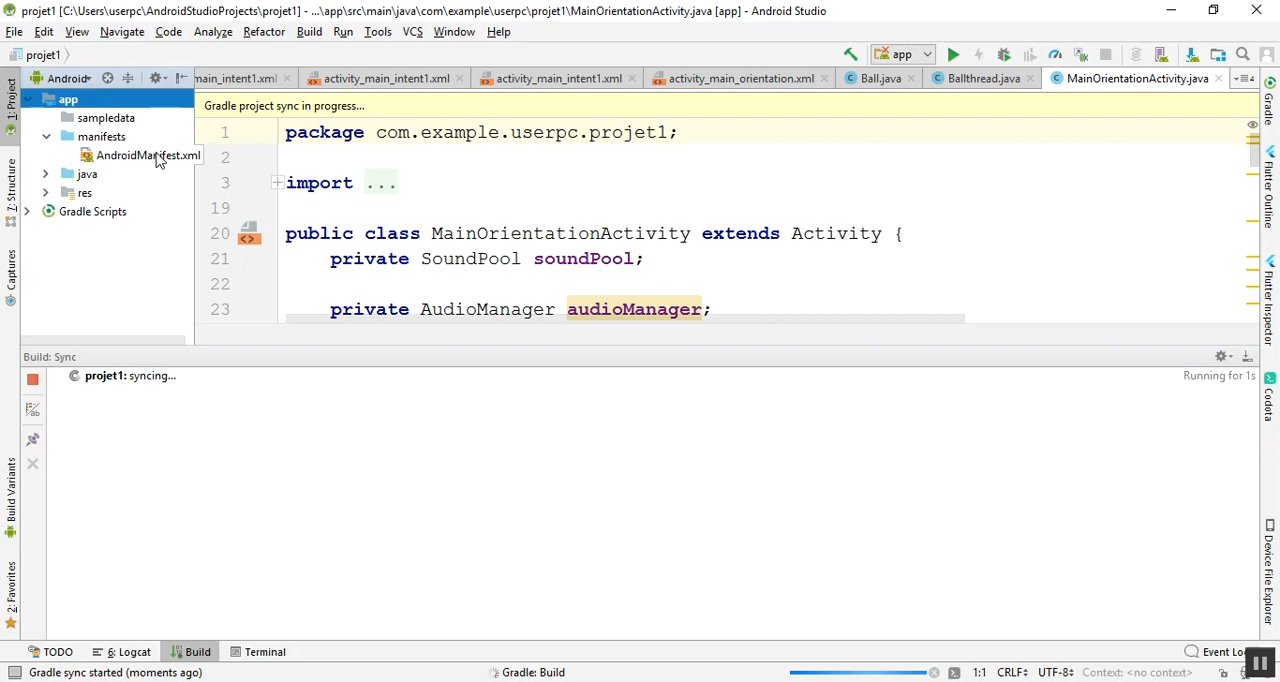 projet1 [C:\Users\userpc\AndroidStudioProjects\projet1] - ...\app\src\main\java\com\example\userpc\projet1\MainOrientationActivity.java [app] - Android Studio
File Edit View Navigate Code Analyze Refactor Build Run Tools VCS Window Help
projet1
app
Android
main_intent1.xml
activity_main_intent1.xml
activity_main_intent1.xml
activity_main_orientation.xml
Ball.java
Ballthread.java
MainOrientationActivity.java
4
1: Project
Z: Structure
Captures
Build Variants
2: Favorites
app
sampledata
manifests
AndroidManifest.xml
java
res
Gradle Scripts
Gradle project sync in progress...
1 package com.example.userpc.projet1;
2
3 import ...
19
20 public class MainOrientationActivity extends Activity {
21 private SoundPool soundPool;
22
23 private AudioManager audioManager;
Gradle
Flutter Outline
Flutter Inspector
Codota
Device File Explorer
Build: Sync
projet1: syncing...
Running for 1s
TODO
6: Logcat
Build
Terminal
Event Lo
Gradle sync started (moments ago)
Gradle: Build
1:1 CRLF UTF-8 Context: <no context>